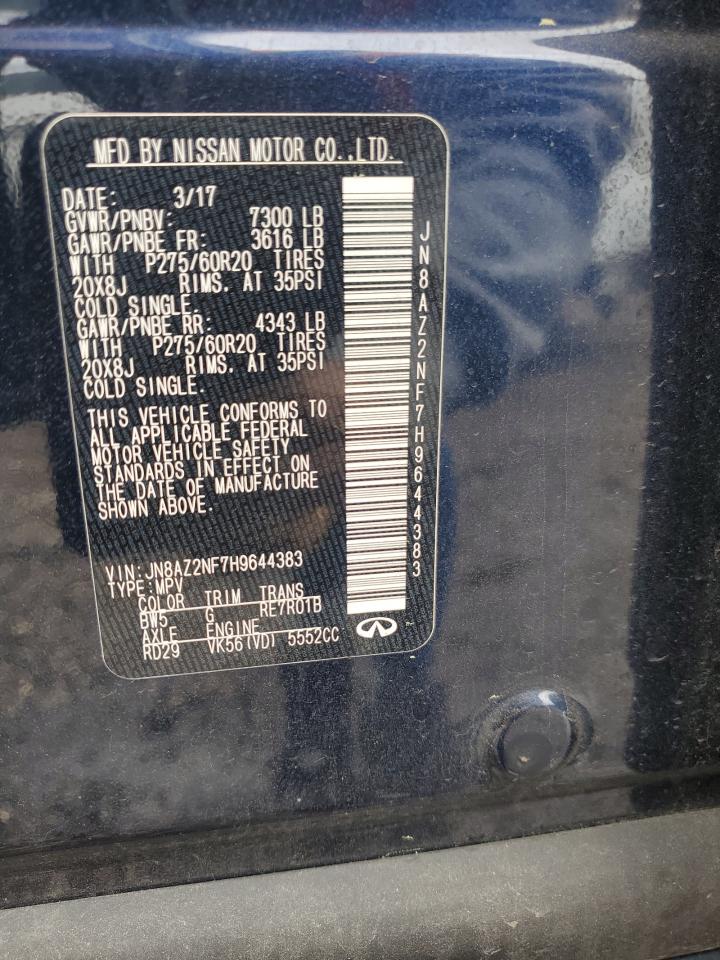 MFD BY NISSAN MOTOR CO.,LTD.
DATE: 3/17
GVWR/PNBV: 7300 LB
GAWR/PNBE FR: 3616 LB
WITH P275/60R20 TIRES
20X8J RIMS. AT 35PSI
COLD SINGLE.
GAWR/PNBE RR: 4343 LB
WITH P275/60R20 TIRES
20X8J RIMS. AT 35PSI
COLD SINGLE.
THIS VEHICLE CONFORMS TO
ALL APPLICABLE FEDERAL
MOTOR VEHICLE SAFETY
STANDARDS IN EFFECT ON
THE DATE OF MANUFACTURE
SHOWN ABOVE.
VIN:JN8AZ2NF7H9644383
TYPE:MPV
COLOR TRIM TRANS
BW5 G RE7R01B
AXLE ENGINE
RD29 VK56(VD) 5552CC
JN8AZ2NF7H9644383